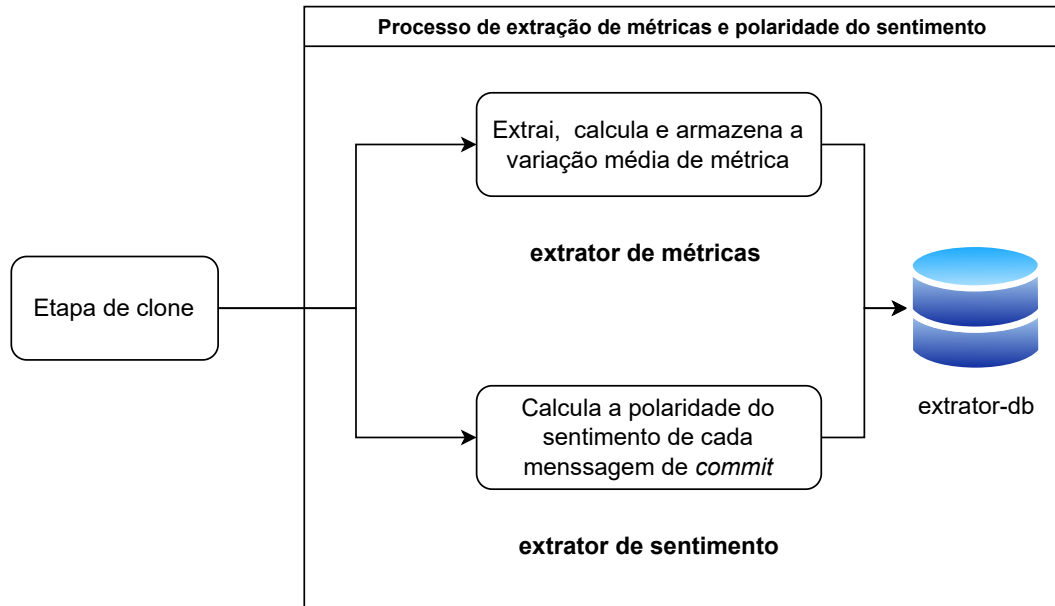 Processo de extração de métricas e polaridade do sentimento
Extrai, calcula e armazena a
variação média de métrica
extrator de métricas
Etapa de clone
extrator-db
Calcula a polaridade do
sentimento de cada
menssagem de commit
extrator de sentimento